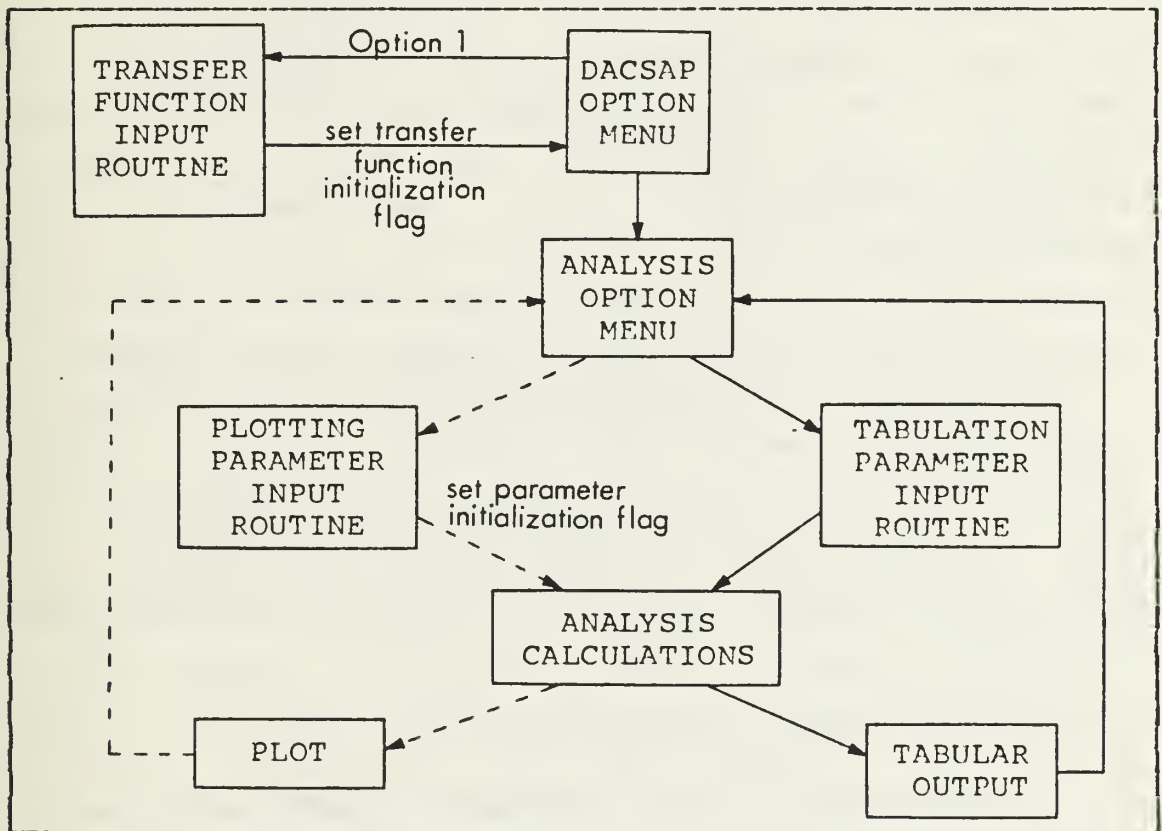 Option 1
TRANSFER
FUNCTION
INPUT
ROUTINE
DACSAP
OPTION
MENU
set transfer
function
initialization
flag
ANALYSIS
OPTION
MENU
PLOTTING
PARAMETER
INPUT
ROUTINE
TABULATION
PARAMETER
INPUT
ROUTINE
set parameter
initialization flag
ANALYSIS
CALCULATIONS
PLOT
TABULAR
OUTPUT